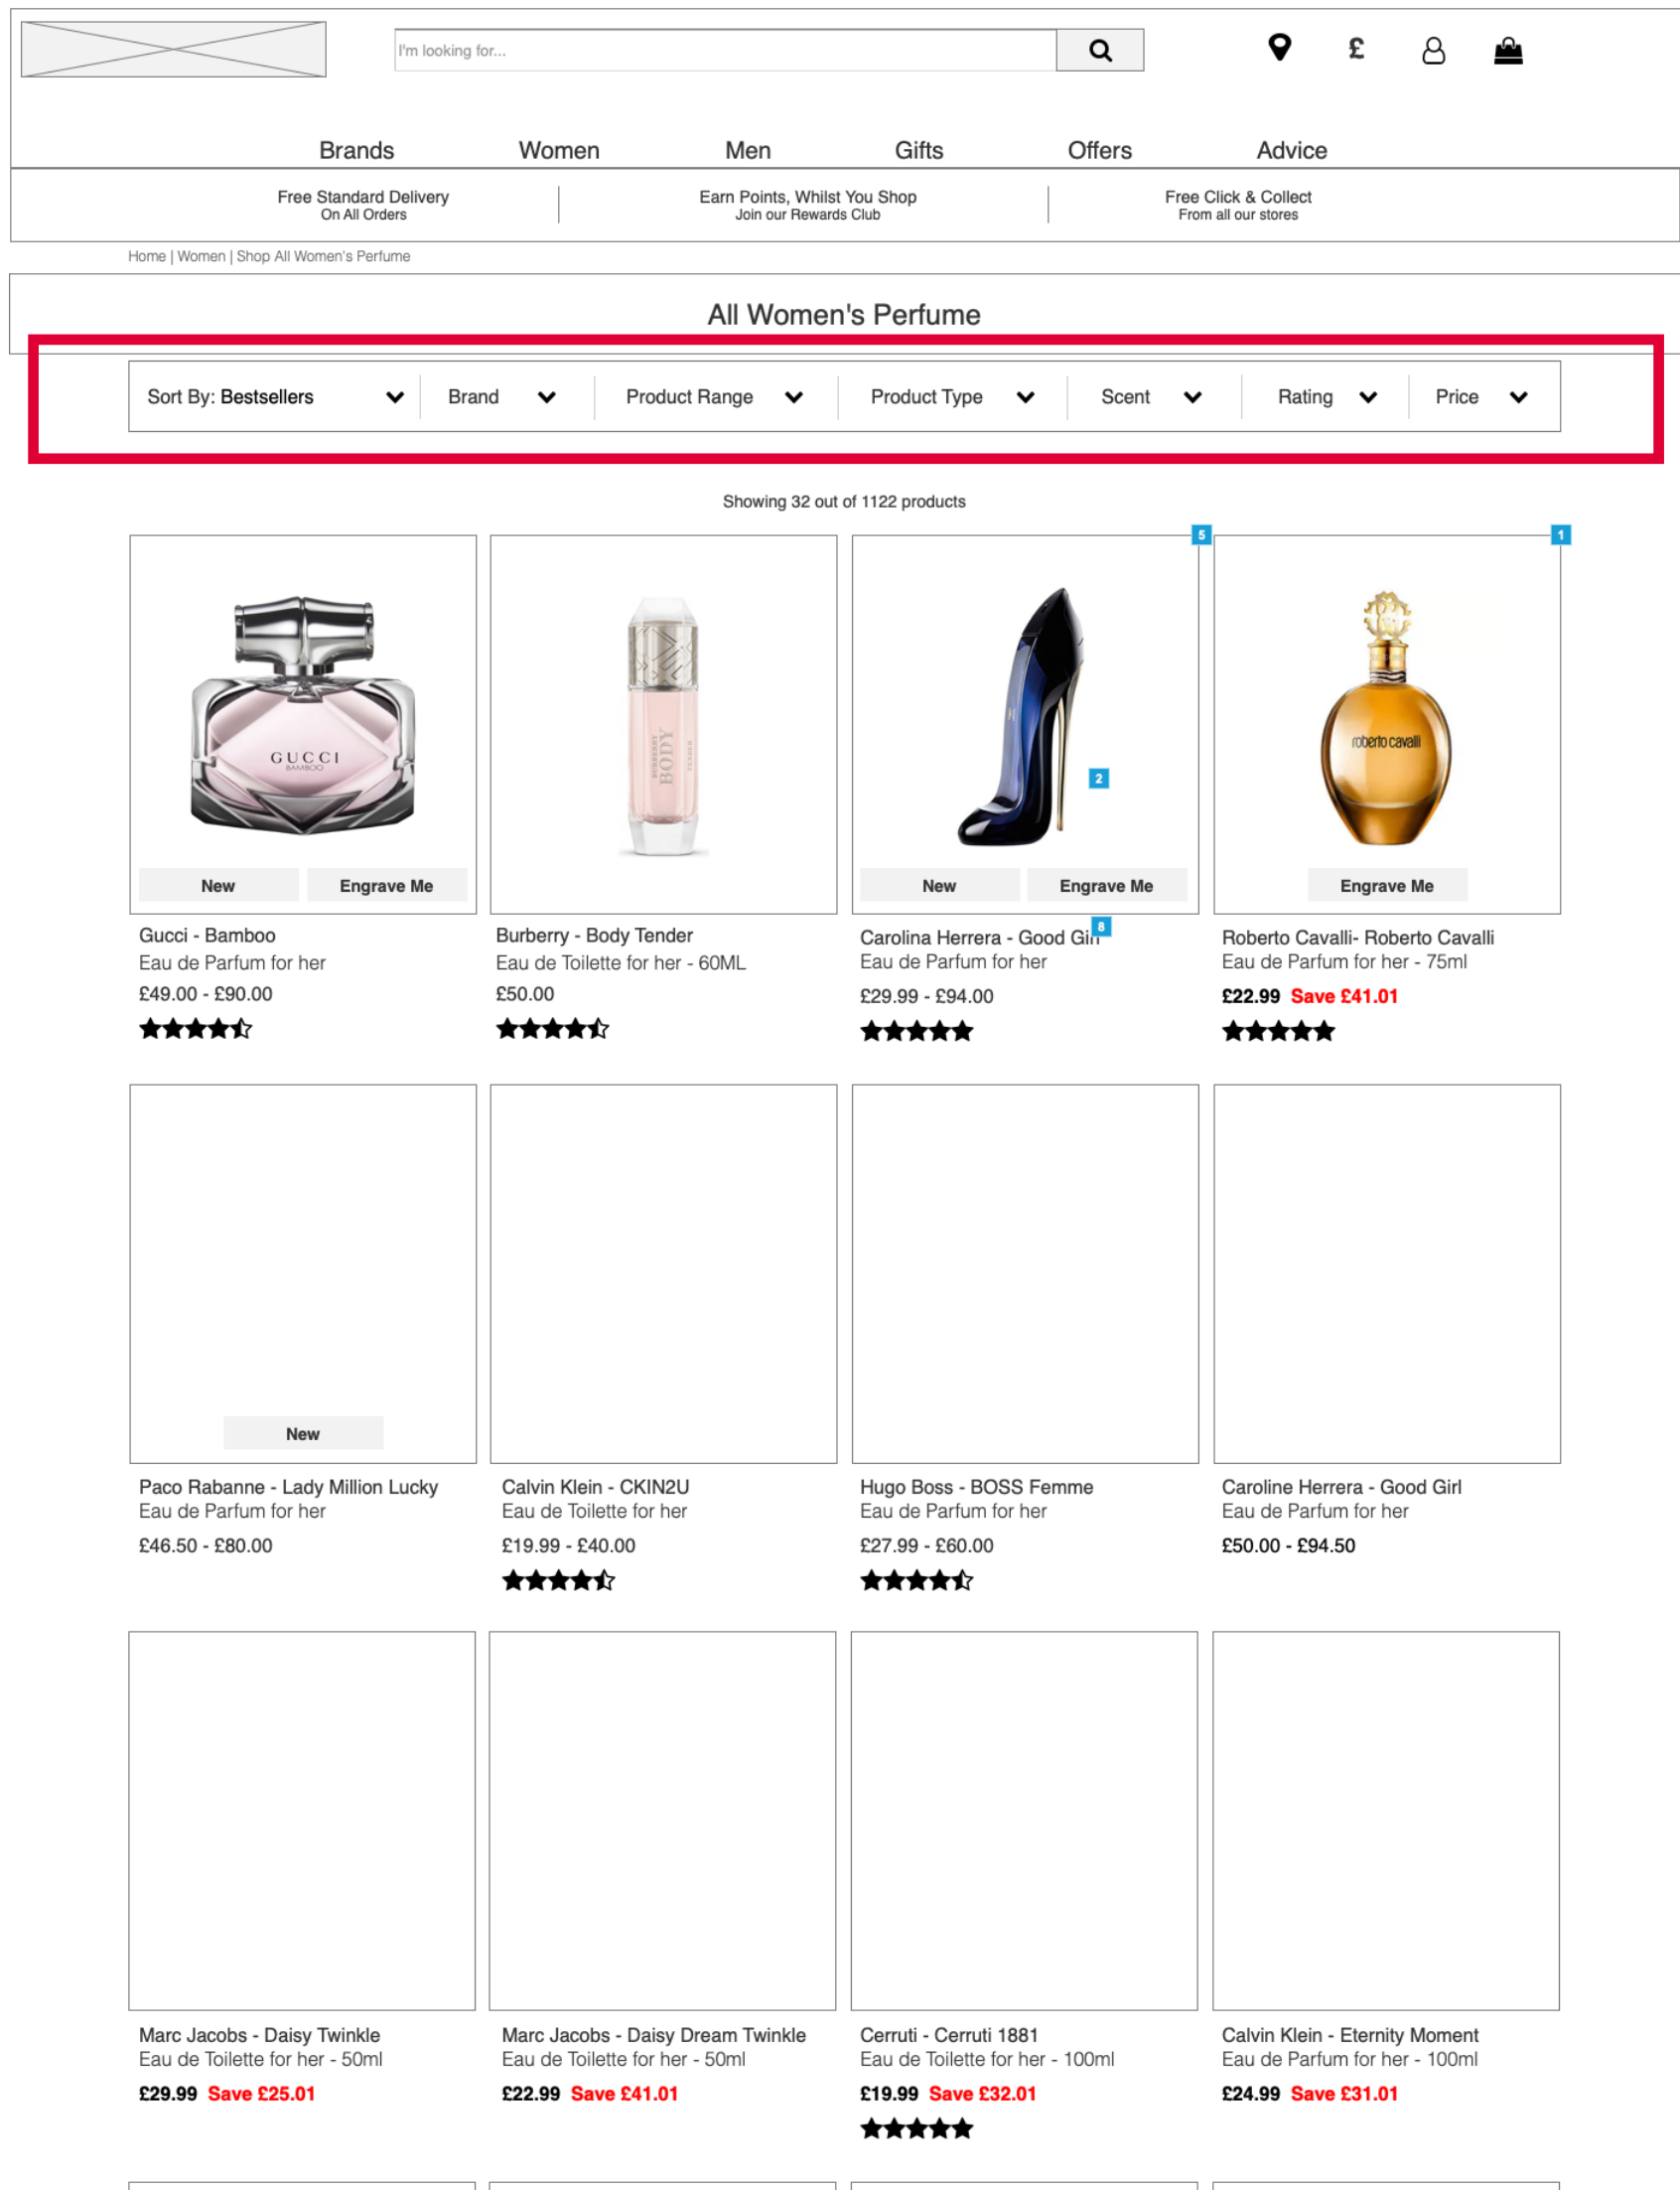 I'm looking for...
£
Brands Women Men Gifts Offers Advice
Free Standard Delivery Earn Points, Whilst You Shop Free Click & Collect
On All Orders Join our Rewards Club From all our stores
Home | Women | Shop All Women's Perfume
All Women's Perfume
Sort By: Bestsellers Brand Product Range Product Type Scent Rating Price
Showing 32 out of 1122 products
5 1
GUCCI
BAMBOO
BURBERRY
BODY
TENDER
roberto cavalli
2
New Engrave Me New Engrave Me Engrave Me
8
Gucci - Bamboo Burberry - Body Tender Carolina Herrera - Good Girl Roberto Cavalli- Roberto Cavalli
Eau de Parfum for her Eau de Toilette for her - 60ML Eau de Parfum for her Eau de Parfum for her - 75ml
£49.00 - £90.00 £50.00 £29.99 - £94.00 £22.99 Save £41.01
New
Paco Rabanne - Lady Million Lucky Calvin Klein - CKIN2U Hugo Boss - BOSS Femme Caroline Herrera - Good Girl
Eau de Parfum for her Eau de Toilette for her Eau de Parfum for her Eau de Parfum for her
£46.50 - £80.00 £19.99 - £40.00 £27.99 - £60.00 £50.00 - £94.50
Marc Jacobs - Daisy Twinkle Marc Jacobs - Daisy Dream Twinkle Cerruti - Cerruti 1881 Calvin Klein - Eternity Moment
Eau de Toilette for her - 50ml Eau de Toilette for her - 50ml Eau de Toilette for her - 100ml Eau de Parfum for her - 100ml
£29.99 Save £25.01 £22.99 Save £41.01 £19.99 Save £32.01 £24.99 Save £31.01